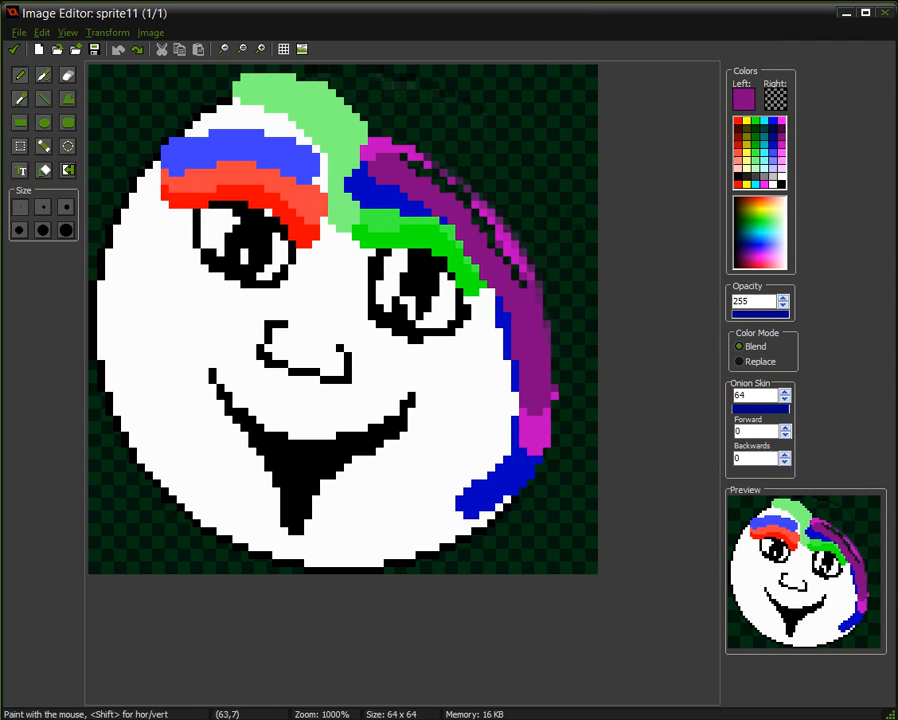 Image Editor: sprite11 (1/1)
File Edit View Transform Image
Colors
Left: Right:
T
Size
Opacity
255
Color Mode
Blend
Replace
Onion Skin
64
Forward
0
Backwards
0
Preview
Paint with the mouse, <Shift> for hor/vert (63,7) Zoom: 1000% Size: 64 x 64 Memory: 16 KB